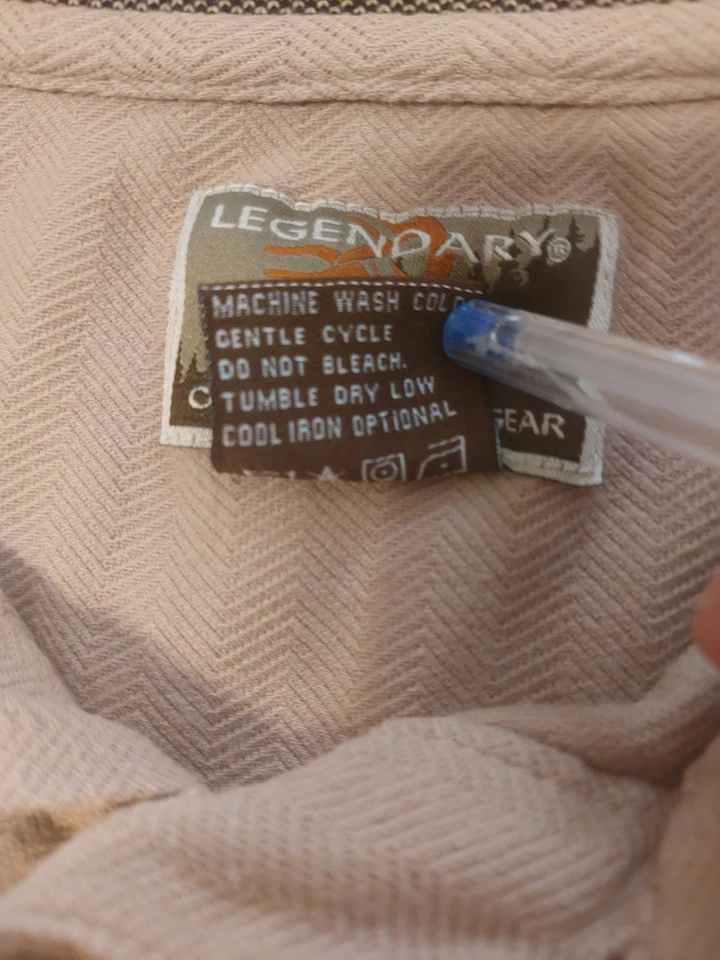 LEGENDARY®
MACHINE WASH COLD
GENTLE CYCLE
DO NOT BLEACH.
TUMBLE DRY LOW
COOL IRON OPTIONAL
GEAR